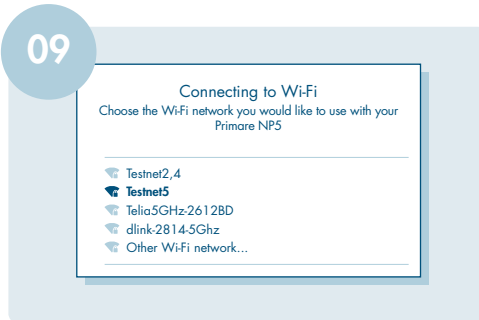 09
Connecting to Wi-Fi
Choose the Wi-Fi network you would like to use with your
Primare NP5
Testnet2,4
Testnet5
Telia5GHz-2612BD
dlink-2814-5Ghz
Other Wi-Fi network...